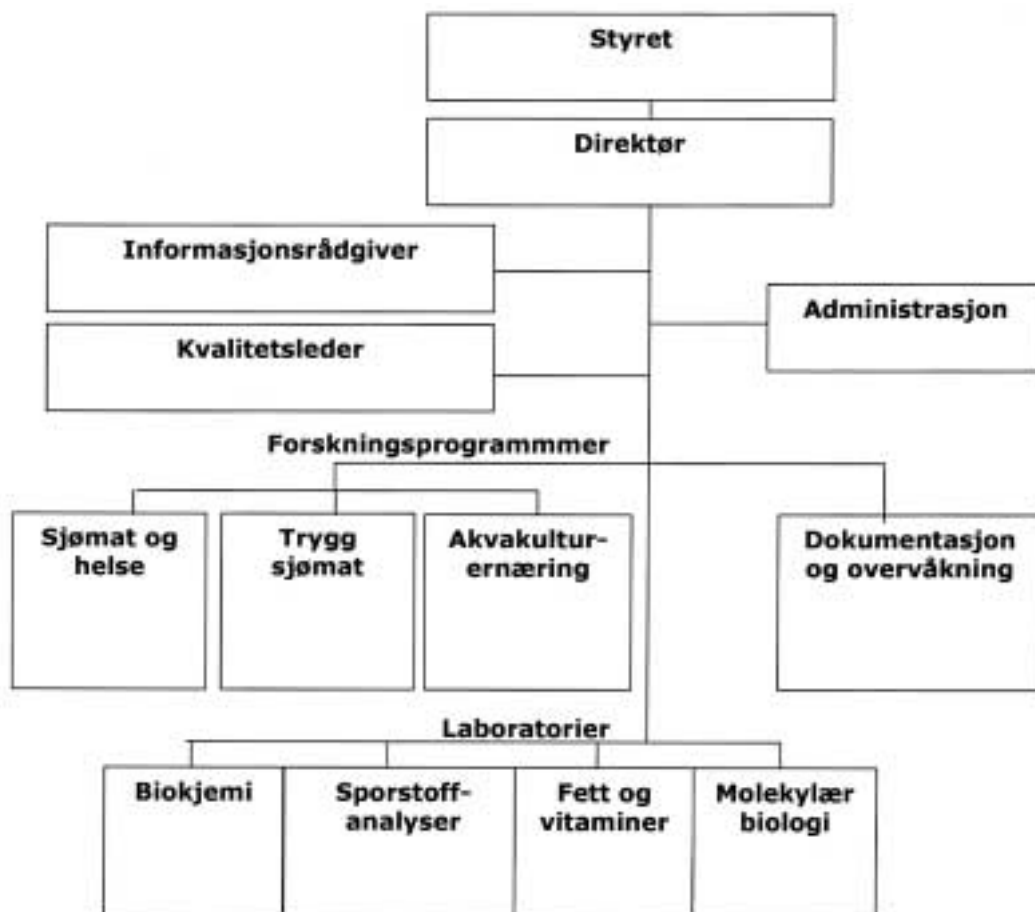 Styret
Direktør
Informasjonsrådgiver
Administrasjon
Kvalitetsleder
Forskningsprogrammmer
Sjømat og
helse
Trygg
sjømat
Akvakultur-
ernæring
Dokumentasjon
og overvåkning
Laboratorier
Biokjemi
Sporstoff-
analyser
Fett og
vitaminer
Molekylær
biologi